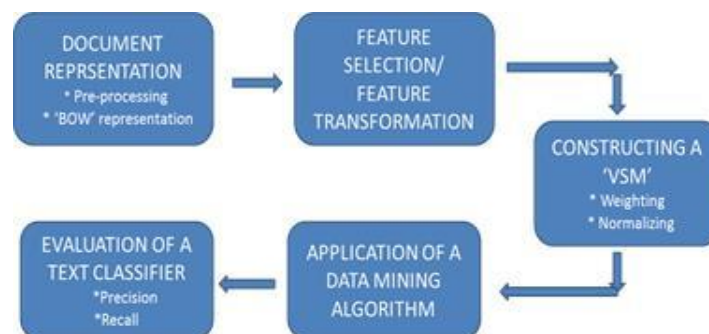 DOCUMENT
REPRSENTATION
* Pre-processing
* 'BOW' representation
FEATURE
SELECTION/
FEATURE
TRANSFORMATION
CONSTRUCTING A
'VSM'
* Weighting
* Normalizing
APPLICATION OF A
DATA MINING
ALGORITHM
EVALUATION OF A
TEXT CLASSIFIER
*Precision
*Recall